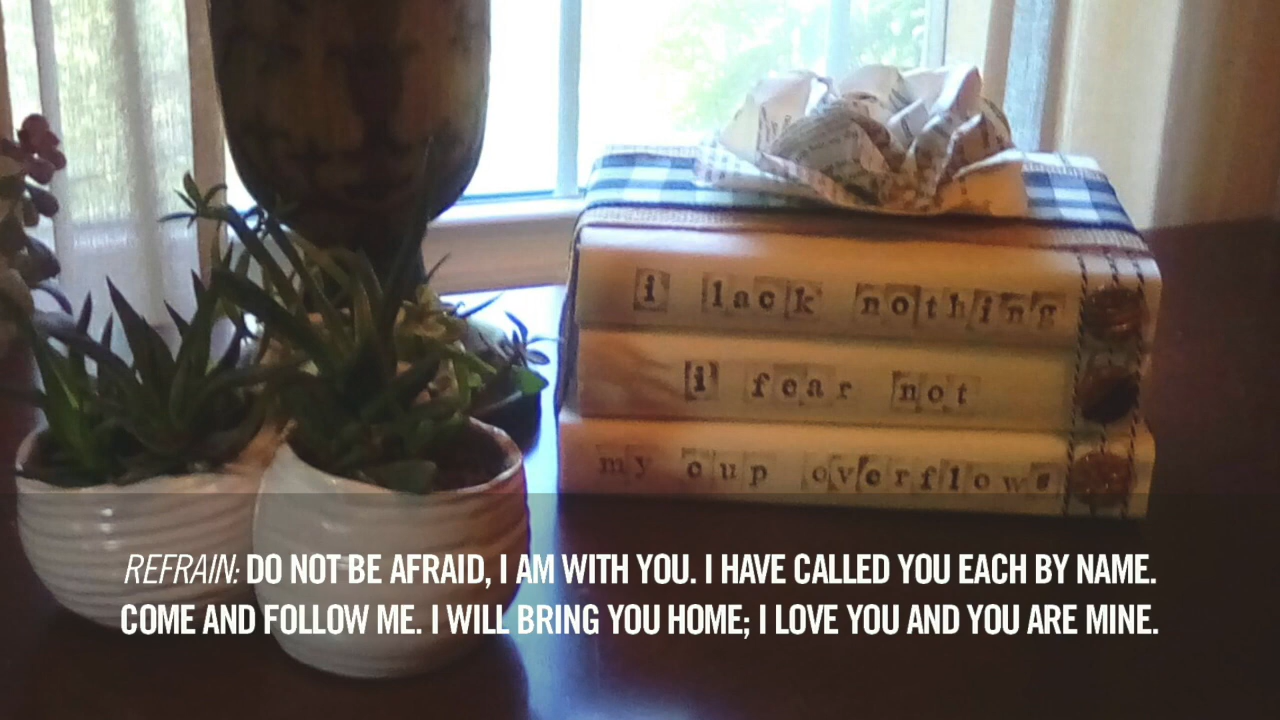 i lack nothing
i fear not
my cup overflows
REFRAIN: DO NOT BE AFRAID, I AM WITH YOU. I HAVE CALLED YOU EACH BY NAME.
COME AND FOLLOW ME. I WILL BRING YOU HOME; I LOVE YOU AND YOU ARE MINE.